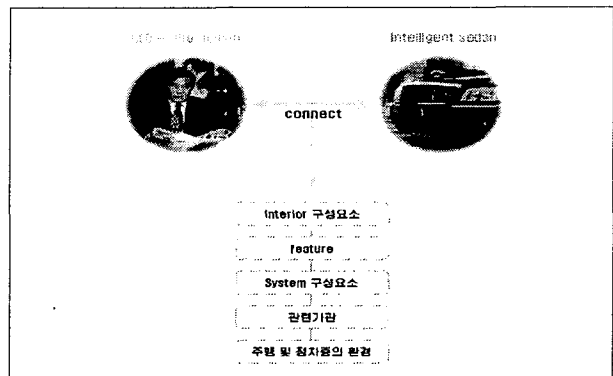 Intelligent sedan
connect
Interior 구성요소
feature
System 구성요소
관련기관
주행 및 정차중의 환경